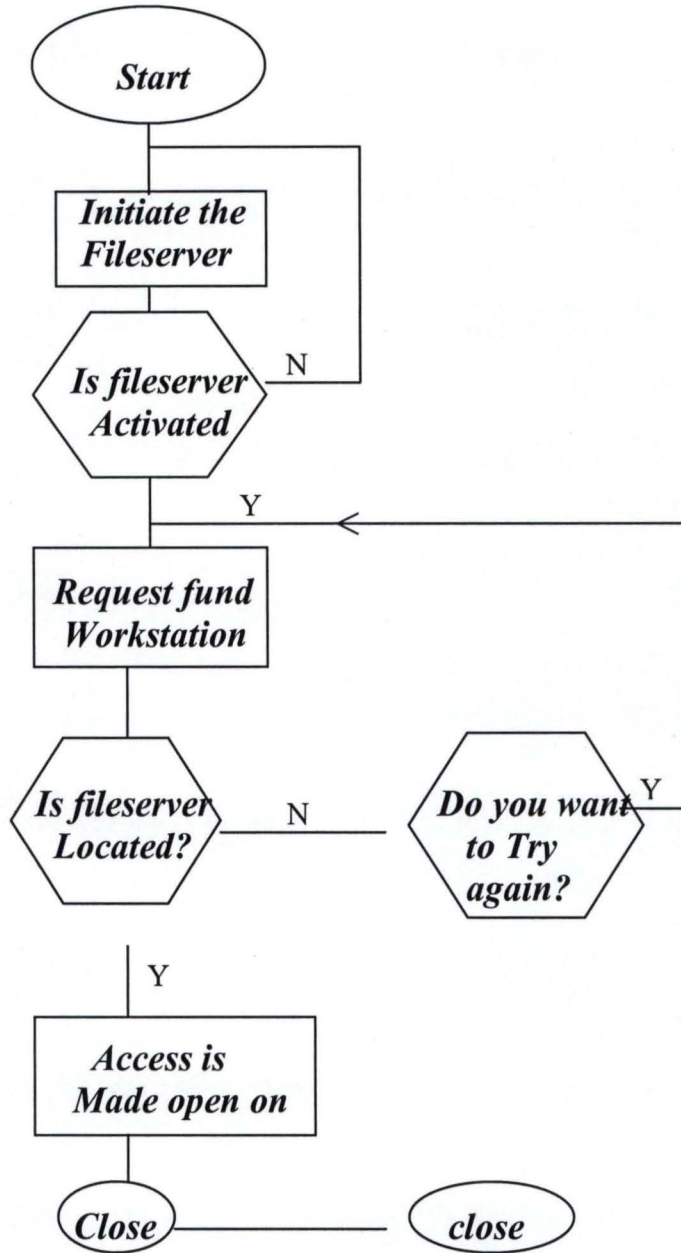 Start
Initiate the
Fileserver
Is fileserver
Activated
N
Y
Request fund
Workstation
Is fileserver
Located?
N
Do you want
to Try
again?
Y
Y
Access is
Made open on
Close
close